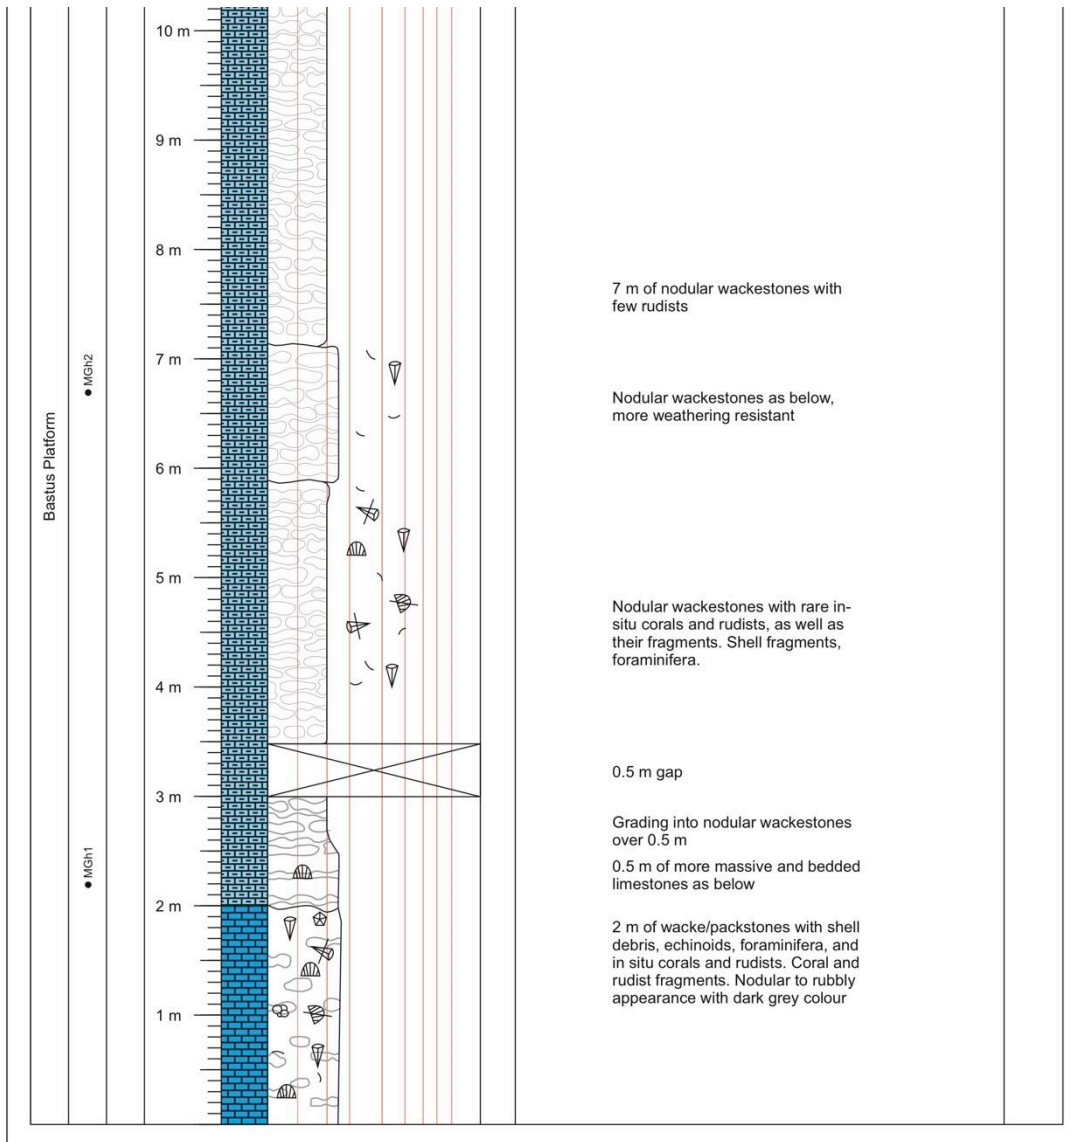 10 m
9 m
8 m
7 m of nodular wackestones with
few rudists
7 m
MGh2
Nodular wackestones as below,
more weathering resistant
6 m
Bastus Platform
5 m
Nodular wackestones with rare in-
situ corals and rudists, as well as
their fragments. Shell fragments,
foraminifera.
4 m
0.5 m gap
3 m
Grading into nodular wackestones
over 0.5 m
MGh1
0.5 m of more massive and bedded
limestones as below
2 m
2 m of wacke/packstones with shell
debris, echinoids, foraminifera, and
in situ corals and rudists. Coral and
rudist fragments. Nodular to rubbly
appearance with dark grey colour
1 m